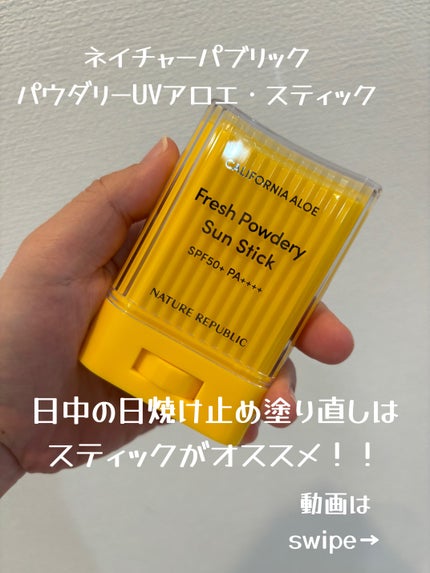 ネイチャーパブリック
パウダリーUVアロエ・スティック
CALIFORNIA ALOE
Fresh Powdery
Sun Stick
SPF50+ PA++++
NATURE REPUBLIC
日中の日焼け止め塗り直しは
スティックがオススメ！！
動画は
swipe→